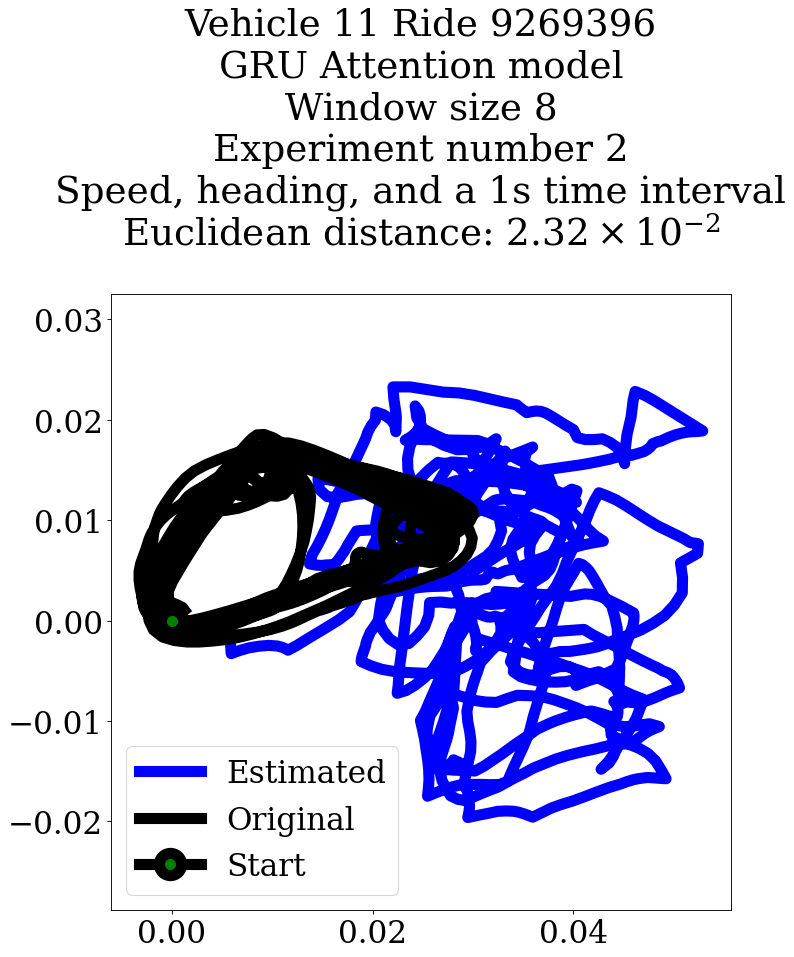 Vehicle 11 Ride 9269396
GRU Attention model
Window size 8
Experiment number 2
Speed, heading, and a 1s time interval
Euclidean distance: 2.32 × 10⁻²
0.03
0.02
0.01
0.00
−0.01
−0.02
Estimated
Original
Start
0.00 0.02 0.04